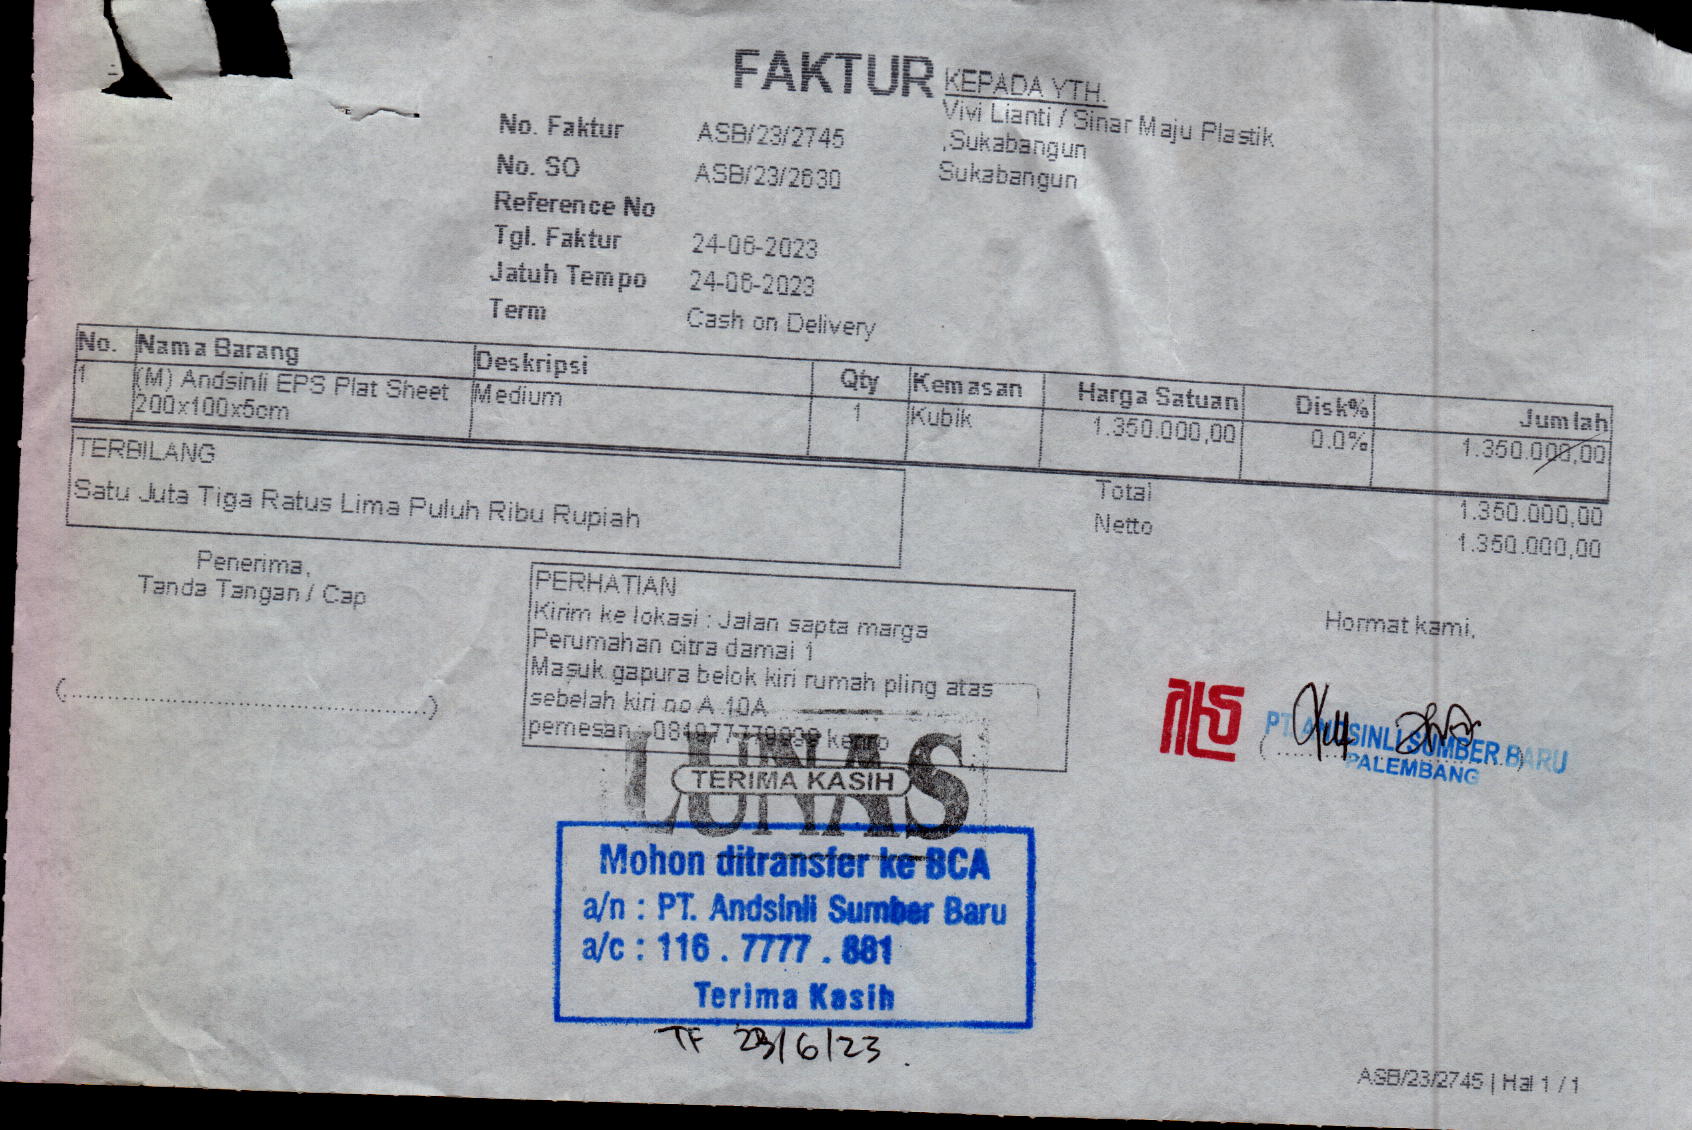 FAKTUR
KEPADA YTH.
Vivi Lianti / Sinar Maju Plastik
,Sukabangun
Sukabangun
No. Faktur ASB/23/2745
No. SO ASB/23/2630
Reference No
Tgl. Faktur 24-06-2023
Jatuh Tempo 24-06-2023
Term Cash on Delivery
No. Nama Barang Deskripsi Qty Kemasan Harga Satuan Disk% Jumlah
1 (M) Andsinli EPS Plat Sheet Medium 1 Kubik 1.350.000,00 0.0% 1.350.000,00
200x100x5cm
TERBILANG
Satu Juta Tiga Ratus Lima Puluh Ribu Rupiah
Total 1.350.000,00
Netto 1.350.000,00
Penerima,
Tanda Tangan / Cap
(........................................)
PERHATIAN
Kirim ke lokasi : Jalan sapta marga
Perumahan citra damai 1
Masuk gapura belok kiri rumah pling atas
sebelah kiri no A 10A
pemesan :
Hormat kami,
PT. ANDSINLI SUMBER BARU
PALEMBANG
LUNAS
TERIMA KASIH
Mohon ditransfer ke BCA
a/n : PT. Andsinli Sumber Baru
a/c : 116 . 7777 . 881
Terima Kasih
TF 23/6/23
ASB/23/2745 | Hal 1 / 1